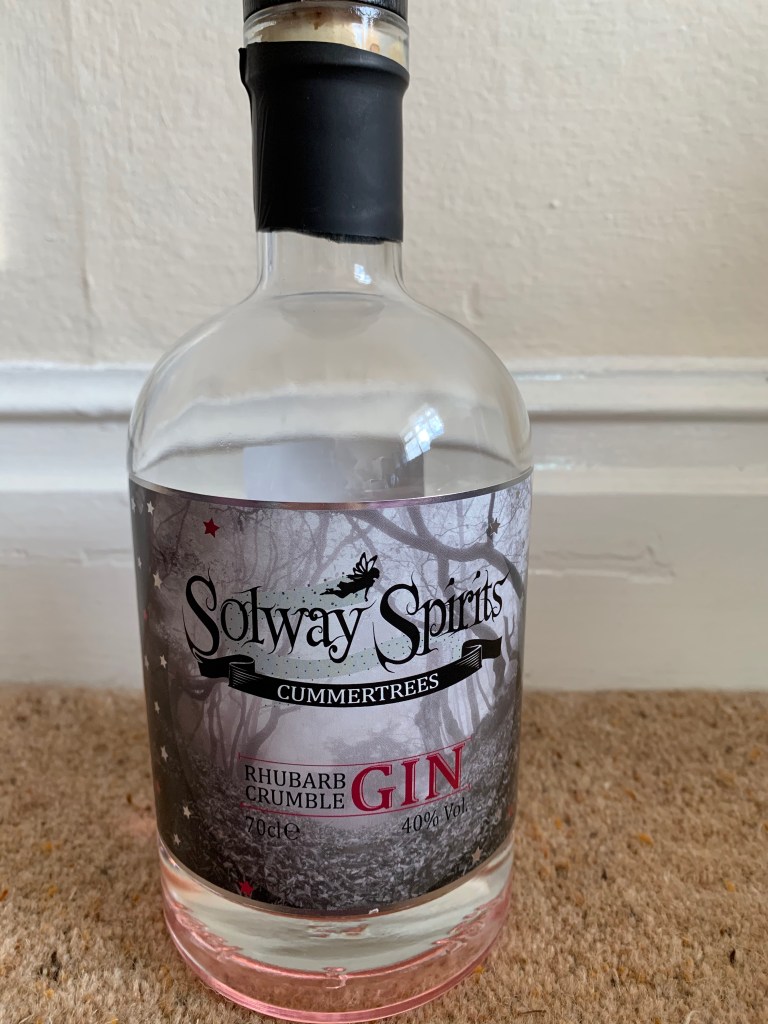 Solway Spirits
CUMMERTREES
RHUBARB
CRUMBLE GIN
70cl℮ 40% Vol.